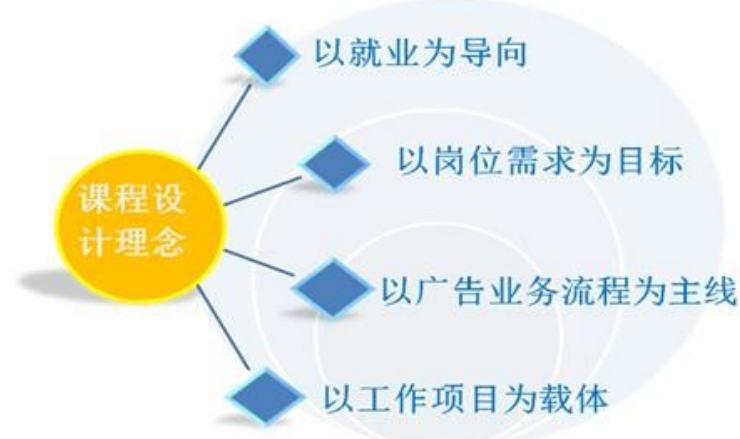 以就业为导向
以岗位需求为目标
课程设
计理念
以广告业务流程为主线
以工作项目为载体